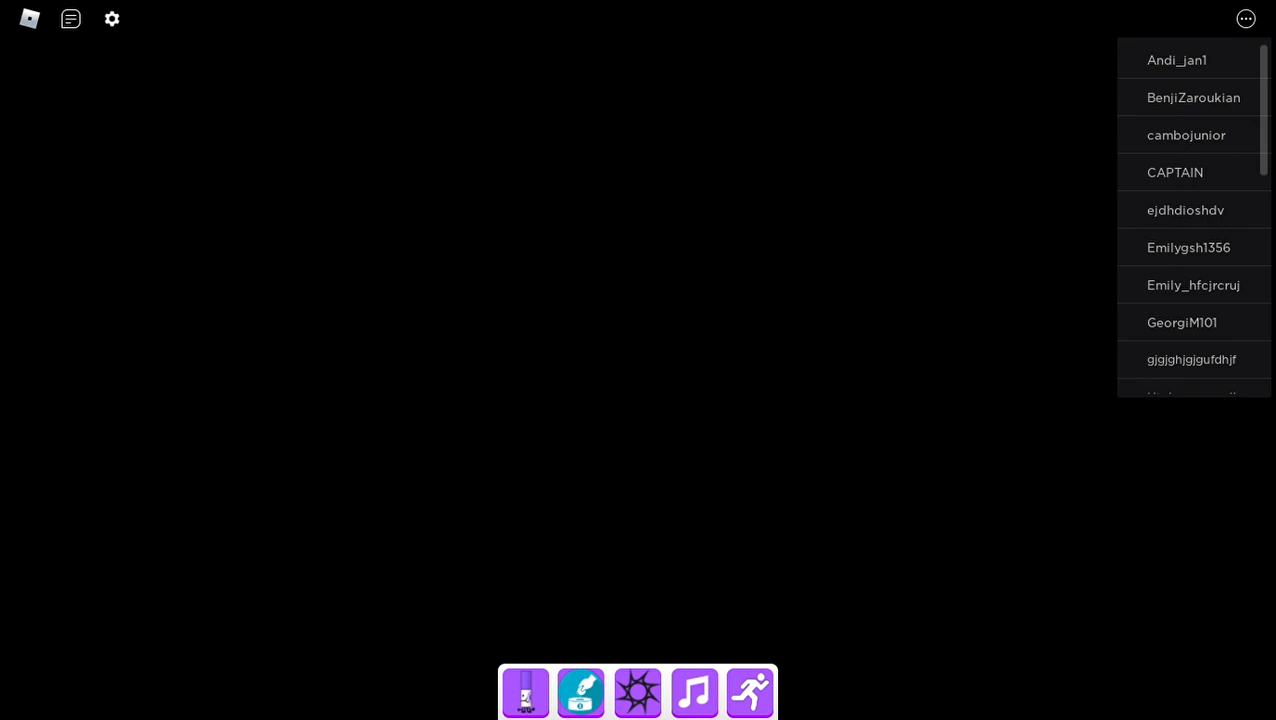 Andi_jan1
BenjiZaroukian
cambojunior
CAPTAIN
ejdhdioshdv
Emilygsh1356
Emily_hfcjrcruj
GeorgiM101
gjgjghjgjgufdhjf